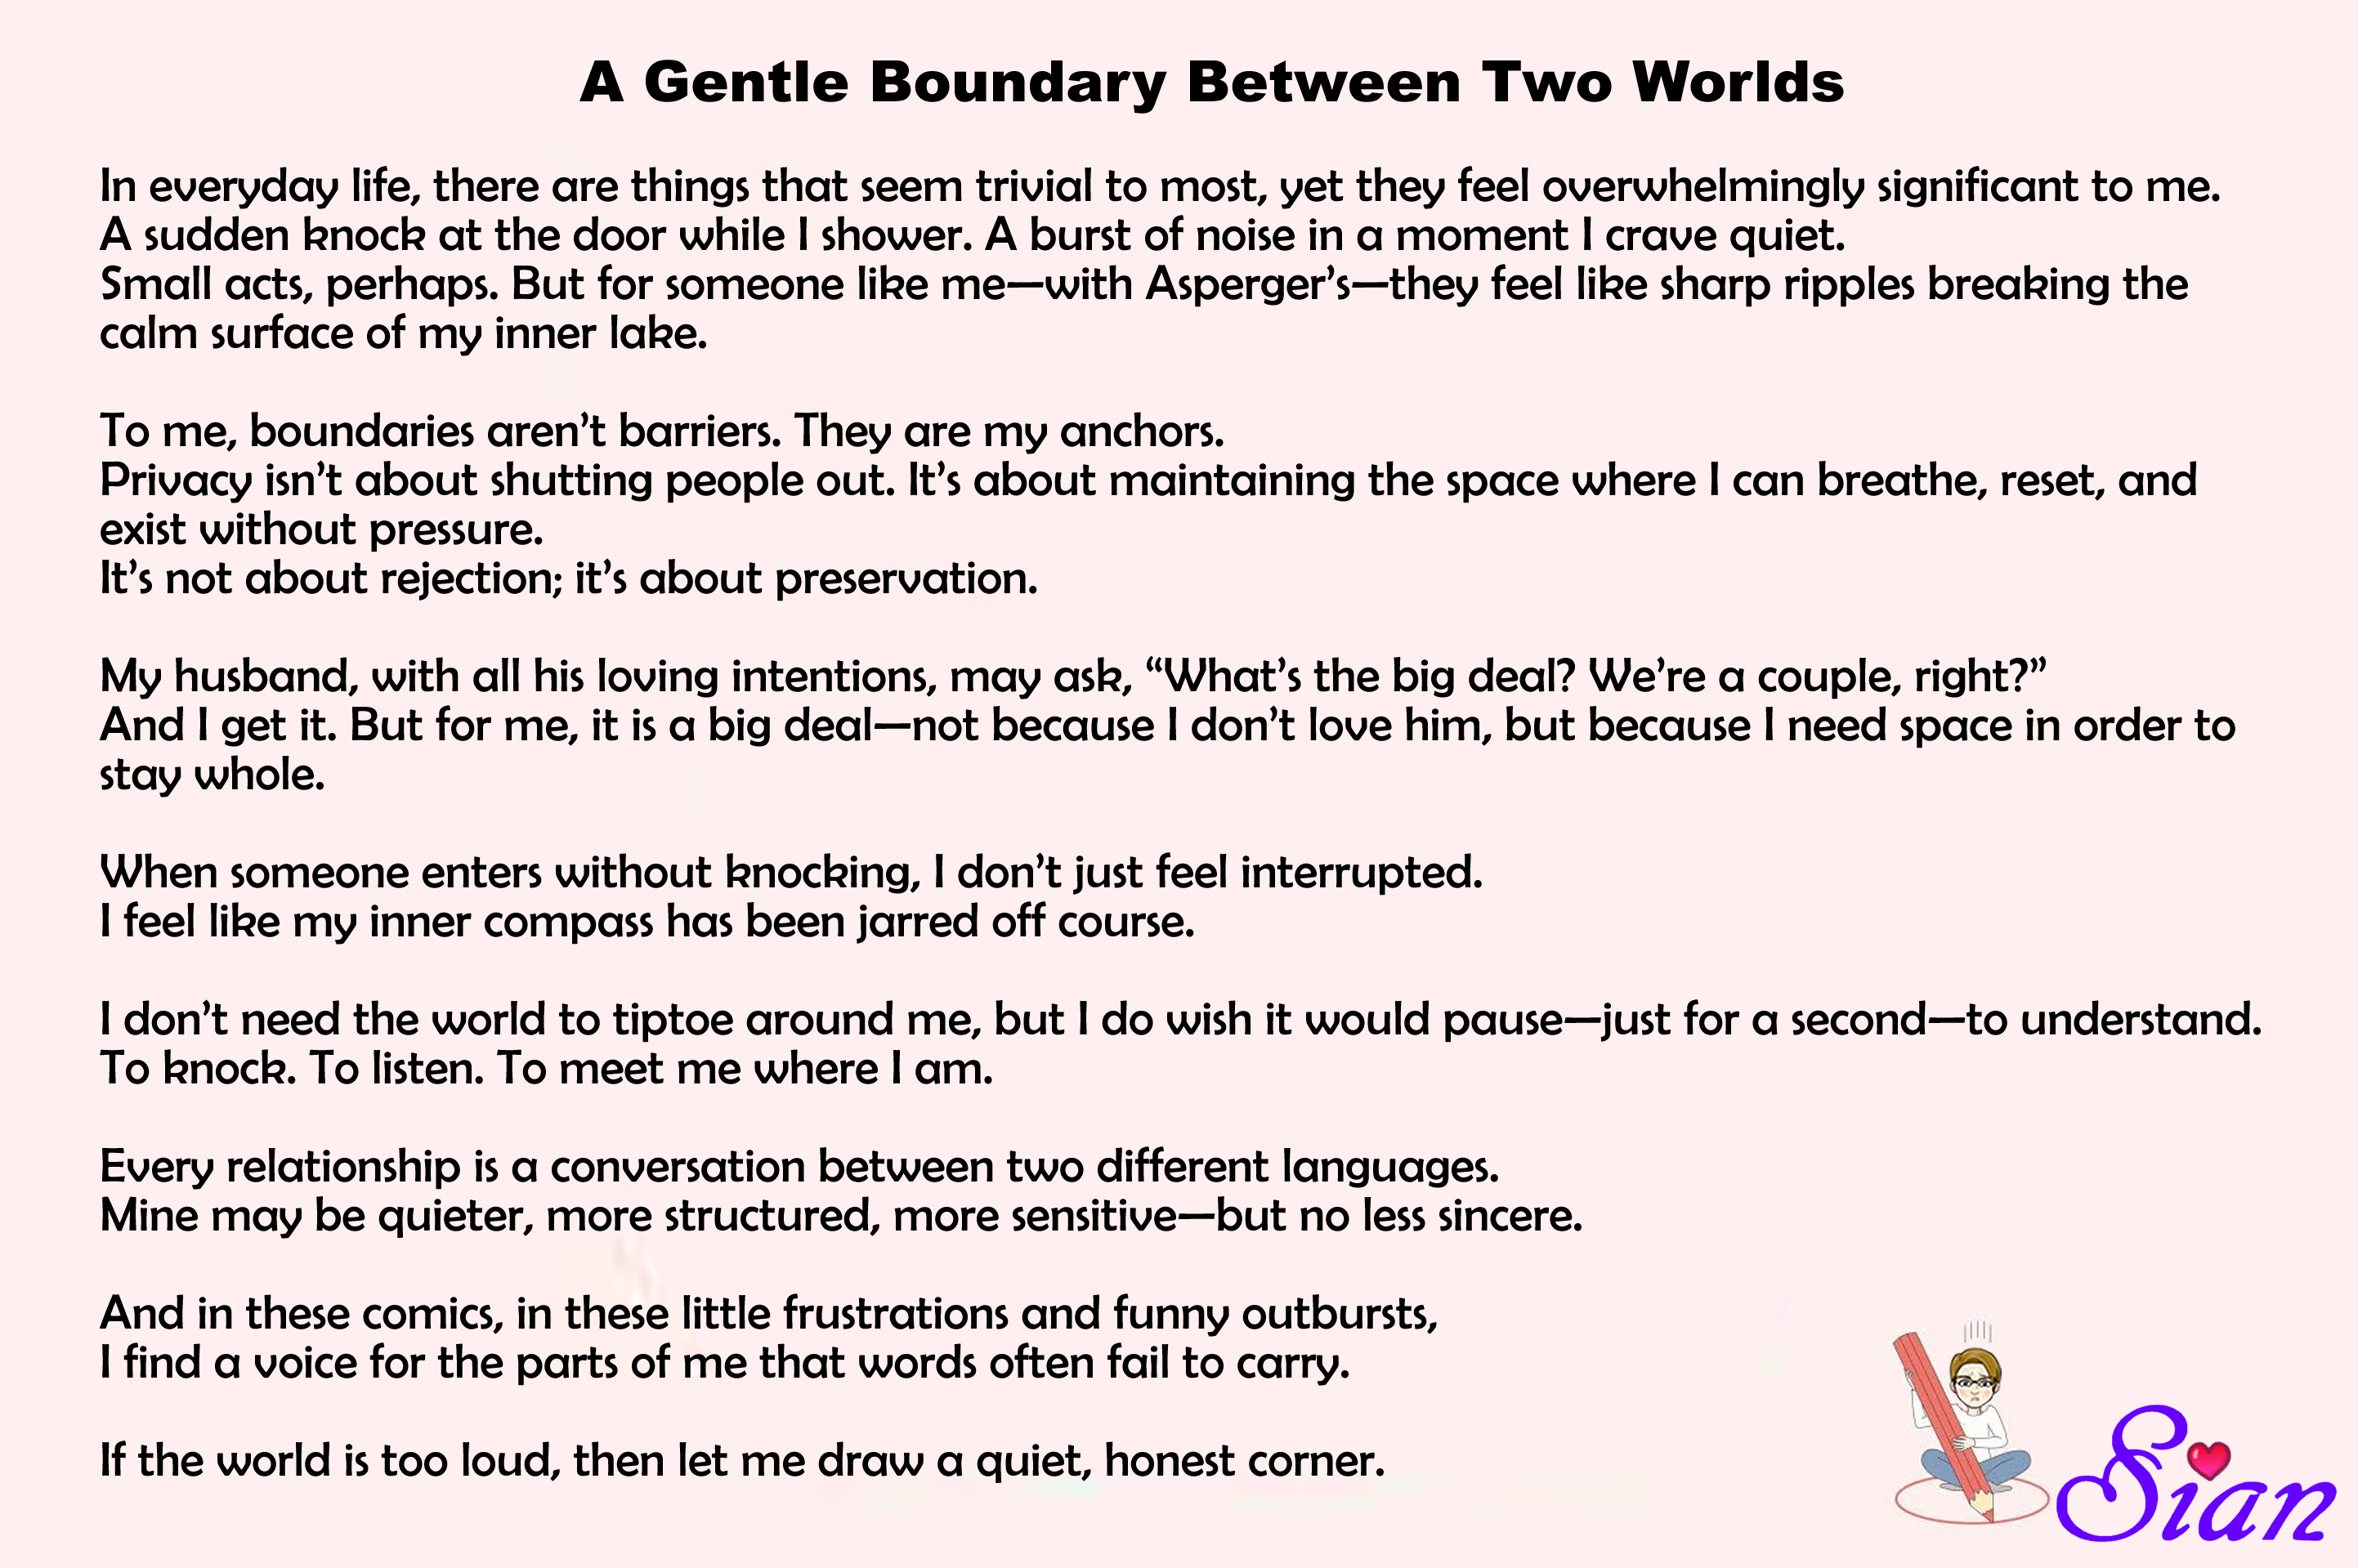 A Gentle Boundary Between Two Worlds
In everyday life, there are things that seem trivial to most, yet they feel overwhelmingly significant to me.
A sudden knock at the door while I shower. A burst of noise in a moment I crave quiet.
Small acts, perhaps. But for someone like me—with Asperger’s—they feel like sharp ripples breaking the
calm surface of my inner lake.
To me, boundaries aren’t barriers. They are my anchors.
Privacy isn’t about shutting people out. It’s about maintaining the space where I can breathe, reset, and
exist without pressure.
It’s not about rejection; it’s about preservation.
My husband, with all his loving intentions, may ask, “What’s the big deal? We’re a couple, right?”
And I get it. But for me, it is a big deal—not because I don’t love him, but because I need space in order to
stay whole.
When someone enters without knocking, I don’t just feel interrupted.
I feel like my inner compass has been jarred off course.
I don’t need the world to tiptoe around me, but I do wish it would pause—just for a second—to understand.
To knock. To listen. To meet me where I am.
Every relationship is a conversation between two different languages.
Mine may be quieter, more structured, more sensitive—but no less sincere.
And in these comics, in these little frustrations and funny outbursts,
I find a voice for the parts of me that words often fail to carry.
If the world is too loud, then let me draw a quiet, honest corner.
Sian